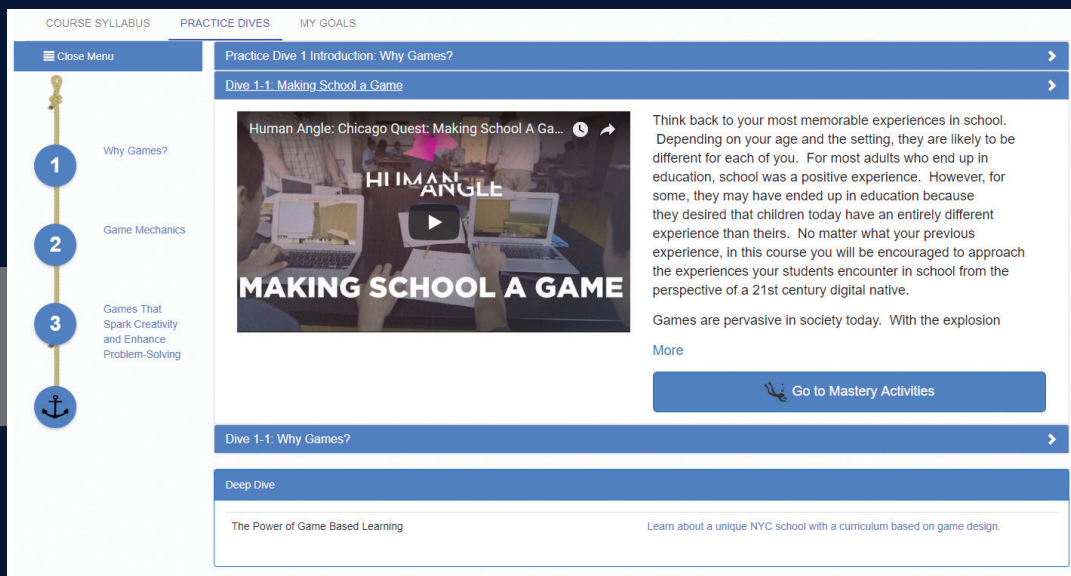 COURSE SYLLABUS PRACTICE DIVES MY GOALS
Close Menu
1
Why Games?
2
Game Mechanics
3
Games That
Spark Creativity
and Enhance
Problem-Solving
Practice Dive 1 Introduction: Why Games?
Dive 1-1: Making School a Game
Human Angle: Chicago Quest: Making School A Ga...
HUMAN
ANGLE
MAKING SCHOOL A GAME
Think back to your most memorable experiences in school.
Depending on your age and the setting, they are likely to be
different for each of you. For most adults who end up in
education, school was a positive experience. However, for
some, they may have ended up in education because
they desired that children today have an entirely different
experience than theirs. No matter what your previous
experience, in this course you will be encouraged to approach
the experiences your students encounter in school from the
perspective of a 21st century digital native.
Games are pervasive in society today. With the explosion
More
Go to Mastery Activities
Dive 1-1: Why Games?
Deep Dive
The Power of Game Based Learning
Learn about a unique NYC school with a curriculum based on game design.